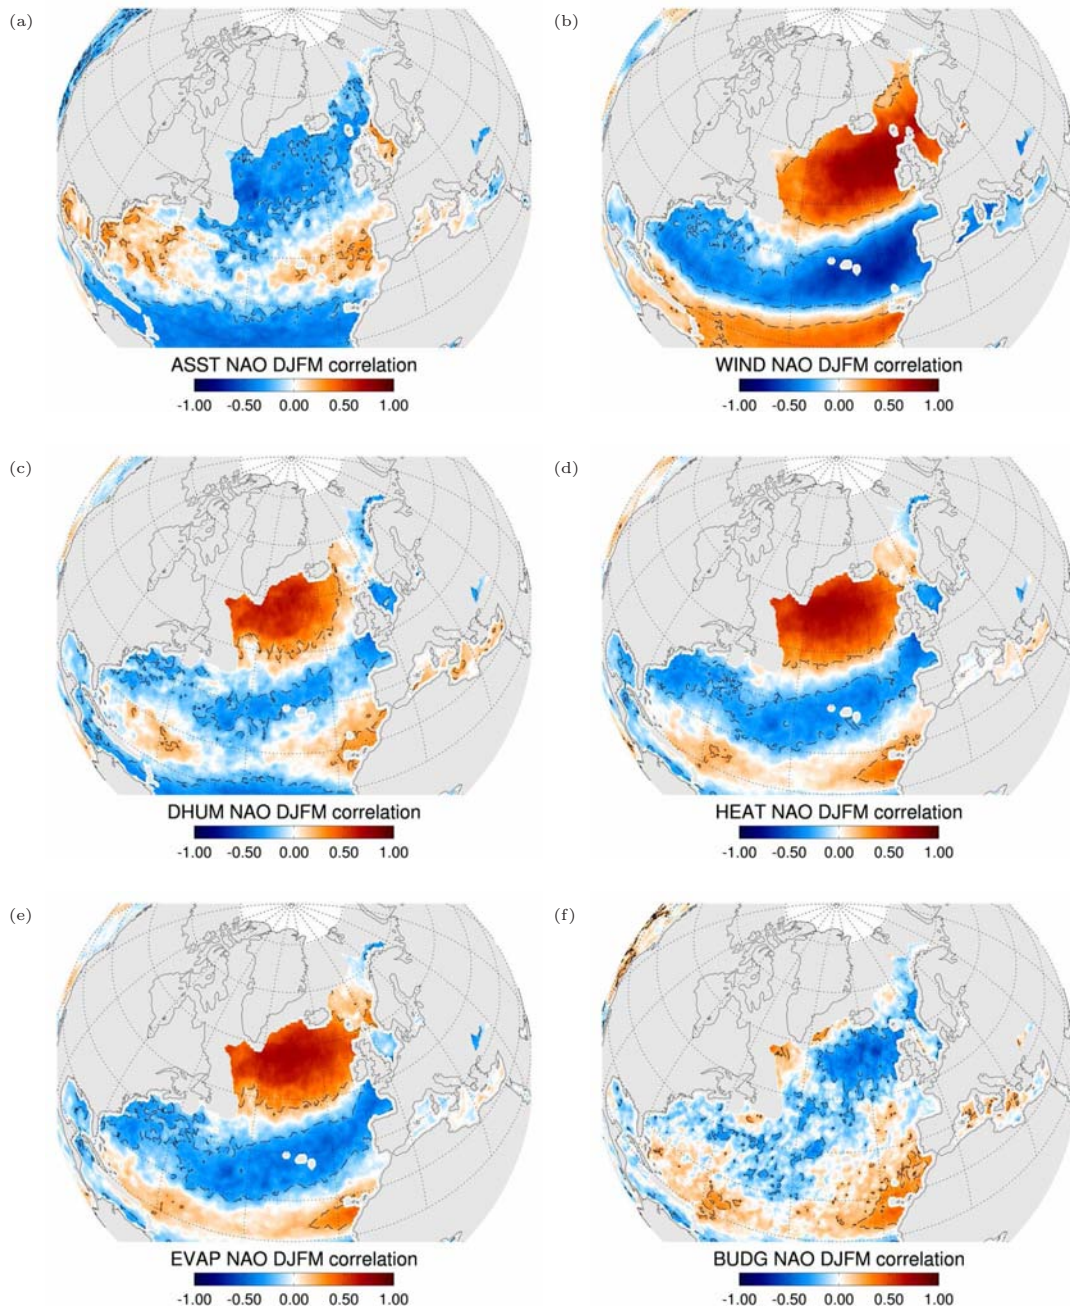 (a)
(b)
ASST NAO DJFM correlation
WIND NAO DJFM correlation
-1.00 -0.50 0.00 0.50 1.00
-1.00 -0.50 0.00 0.50 1.00
(c)
(d)
DHUM NAO DJFM correlation
HEAT NAO DJFM correlation
-1.00 -0.50 0.00 0.50 1.00
-1.00 -0.50 0.00 0.50 1.00
(e)
(f)
EVAP NAO DJFM correlation
BUDG NAO DJFM correlation
-1.00 -0.50 0.00 0.50 1.00
-1.00 -0.50 0.00 0.50 1.00